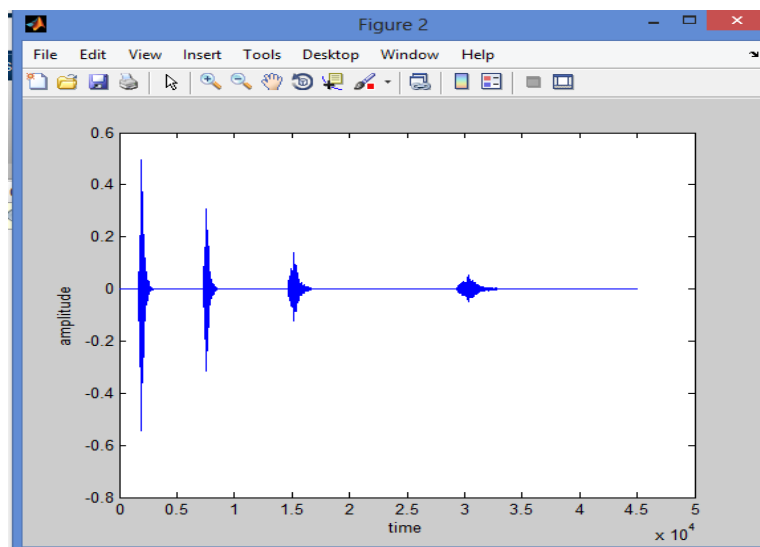 Figure 2
File Edit View Insert Tools Desktop Window Help
0.6
0.4
0.2
0
-0.2
-0.4
-0.6
-0.8
amplitude
0 0.5 1 1.5 2 2.5 3 3.5 4 4.5 5
time
x 10^4